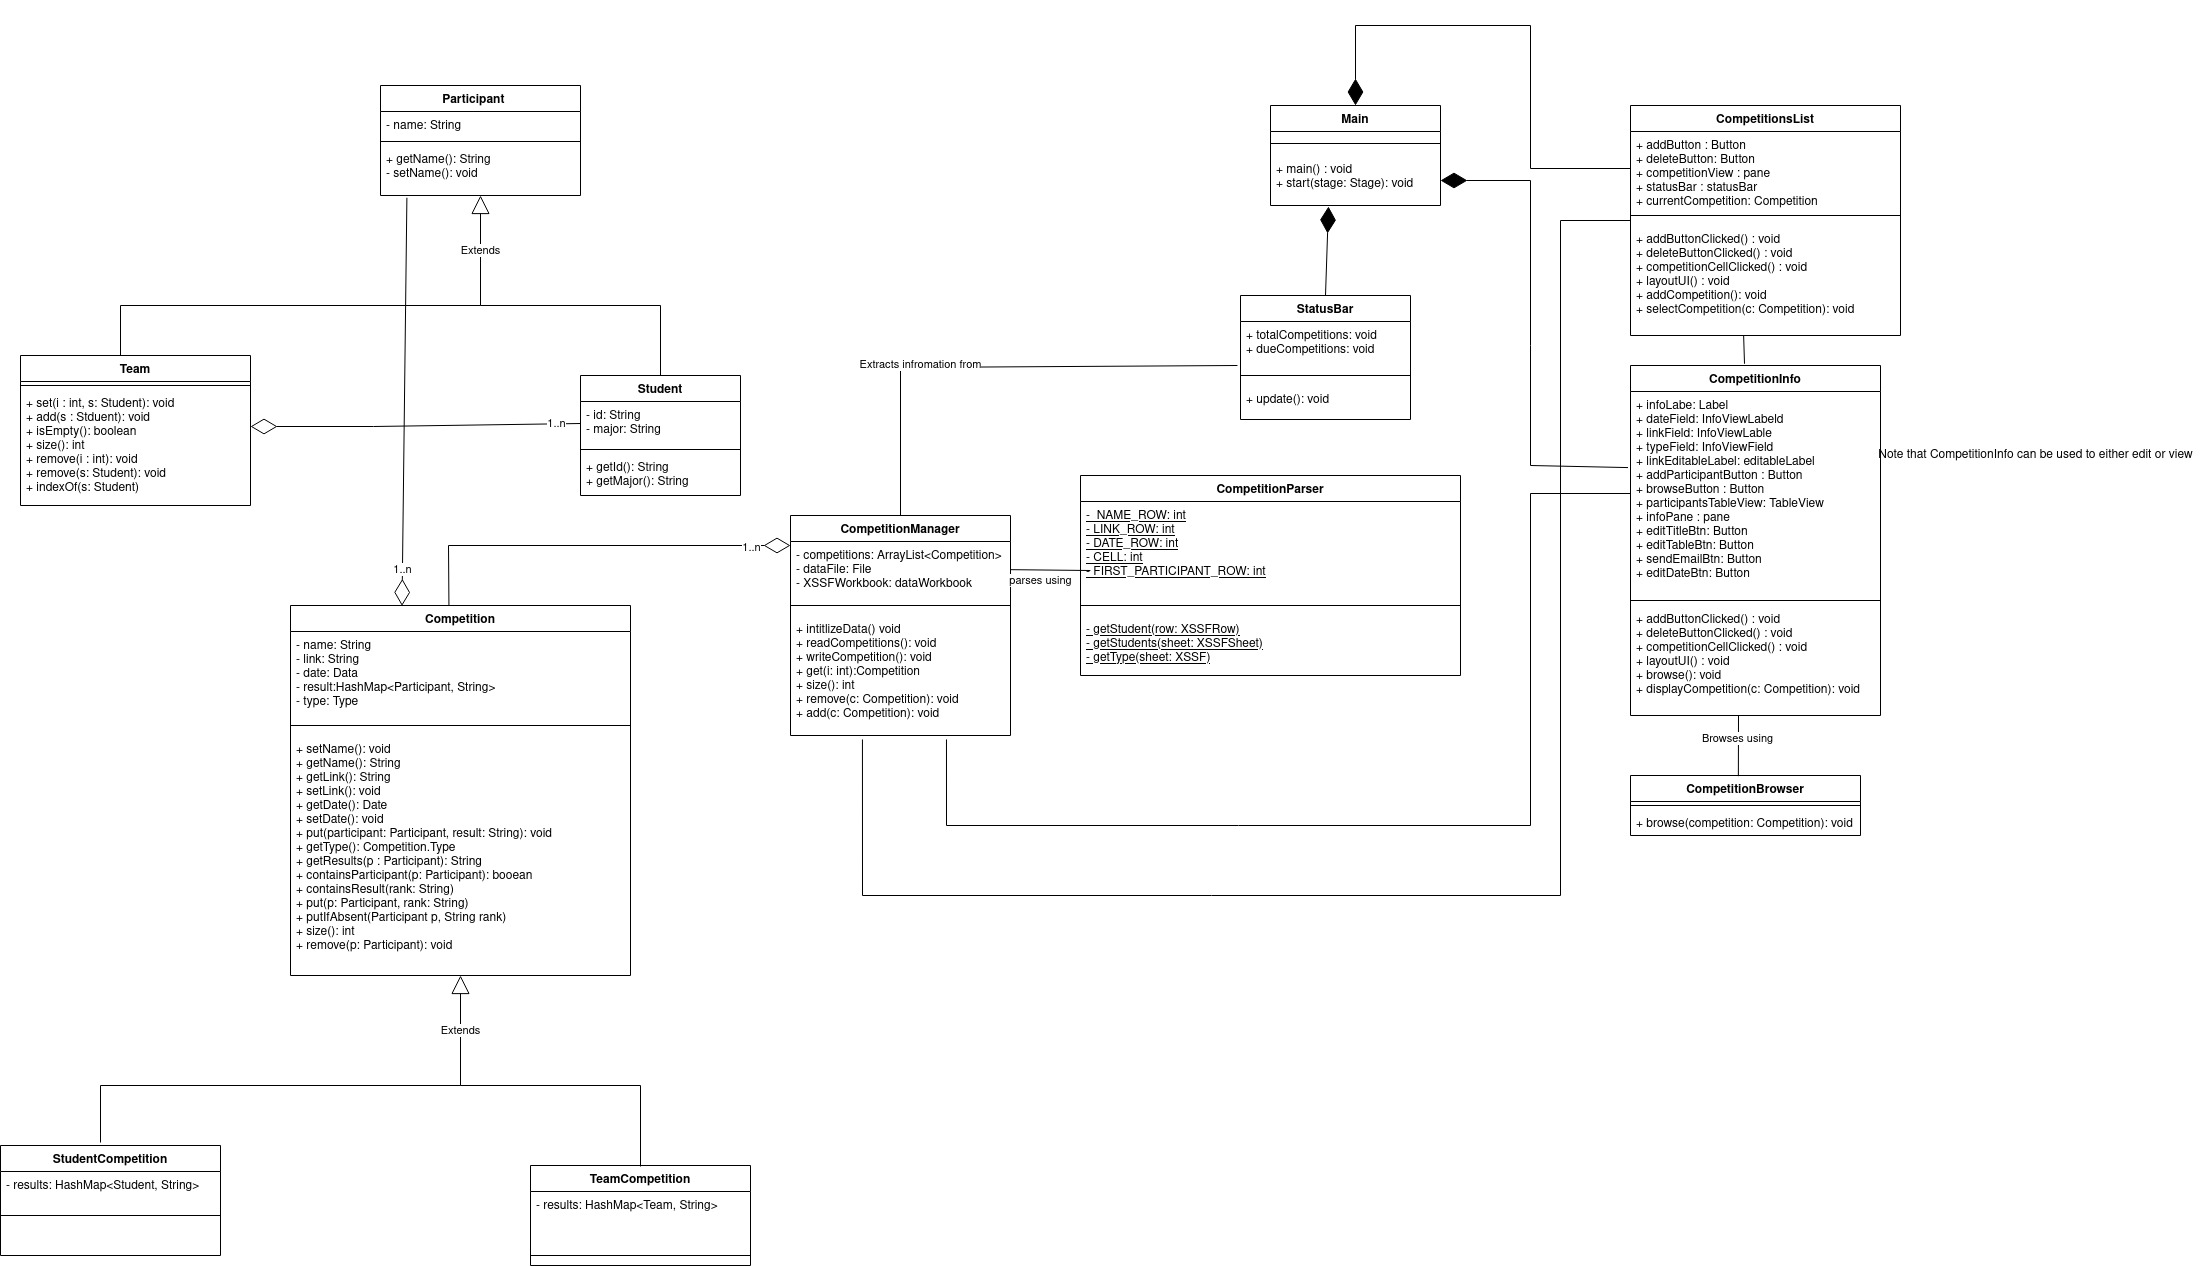 Participant
- name: String
+ getName(): String
- setName(): void
Extends
Team
+ set(i : int, s: Student): void
+ add(s : Stduent): void
+ isEmpty(): boolean
+ size(): int
+ remove(i : int): void
+ remove(s: Student): void
+ indexOf(s: Student)
1..n
Student
- id: String
- major: String
+ getId(): String
+ getMajor(): String
1..n
Competition
- name: String
- link: String
- date: Data
- result:HashMap<Participant, String>
- type: Type
+ setName(): void
+ getName(): String
+ getLink(): String
+ setLink(): void
+ getDate(): Date
+ setDate(): void
+ put(participant: Participant, result: String): void
+ getType(): Competition.Type
+ getResults(p : Participant): String
+ containsParticipant(p: Participant): booean
+ containsResult(rank: String)
+ put(p: Participant, rank: String)
+ putIfAbsent(Participant p, String rank)
+ size(): int
+ remove(p: Participant): void
Extends
StudentCompetition
- results: HashMap<Student, String>
TeamCompetition
- results: HashMap<Team, String>
1..n
CompetitionManager
- competitions: ArrayList<Competition>
- dataFile: File
- XSSFWorkbook: dataWorkbook
+ intitlizeData() void
+ readCompetitions(): void
+ writeCompetition(): void
+ get(i: int):Competition
+ size(): int
+ remove(c: Competition): void
+ add(c: Competition): void
Extracts infromation from
parses using
CompetitionParser
-  NAME_ROW: int
- LINK_ROW: int
- DATE_ROW: int
- CELL: int
- FIRST_PARTICIPANT_ROW: int
- getStudent(row: XSSFRow)
- getStudents(sheet: XSSFSheet)
- getType(sheet: XSSF)
Main
+ main() : void
+ start(stage: Stage): void
StatusBar
+ totalCompetitions: void
+ dueCompetitions: void
+ update(): void
CompetitionsList
+ addButton : Button
+ deleteButton: Button
+ competitionView : pane
+ statusBar : statusBar
+ currentCompetition: Competition
+ addButtonClicked() : void
+ deleteButtonClicked() : void
+ competitionCellClicked() : void
+ layoutUI() : void
+ addCompetition(): void
+ selectCompetition(c: Competition): void
CompetitionInfo
+ infoLabe: Label
+ dateField: InfoViewLabeld
+ linkField: InfoViewLable
+ typeField: InfoViewField
+ linkEditableLabel: editableLabel
+ addParticipantButton : Button
+ browseButton : Button
+ participantsTableView: TableView
+ infoPane : pane
+ editTitleBtn: Button
+ editTableBtn: Button
+ sendEmailBtn: Button
+ editDateBtn: Button
+ addButtonClicked() : void
+ deleteButtonClicked() : void
+ competitionCellClicked() : void
+ layoutUI() : void
+ browse(): void
+ displayCompetition(c: Competition): void
Note that CompetitionInfo can be used to either edit or view
Browses using
CompetitionBrowser
+ browse(competition: Competition): void